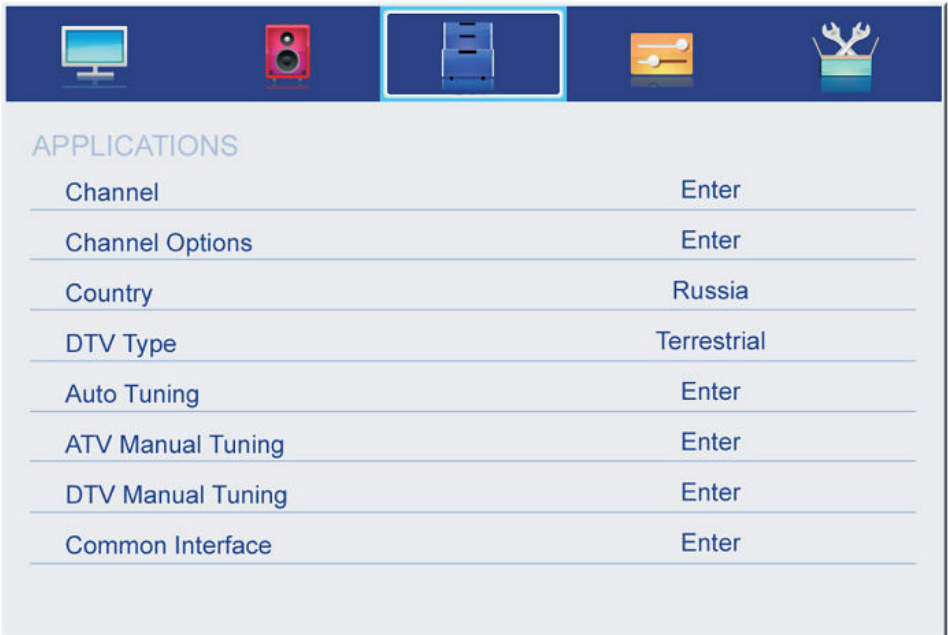 APPLICATIONS
Channel Enter
Channel Options Enter
Country Russia
DTV Type Terrestrial
Auto Tuning Enter
ATV Manual Tuning Enter
DTV Manual Tuning Enter
Common Interface Enter